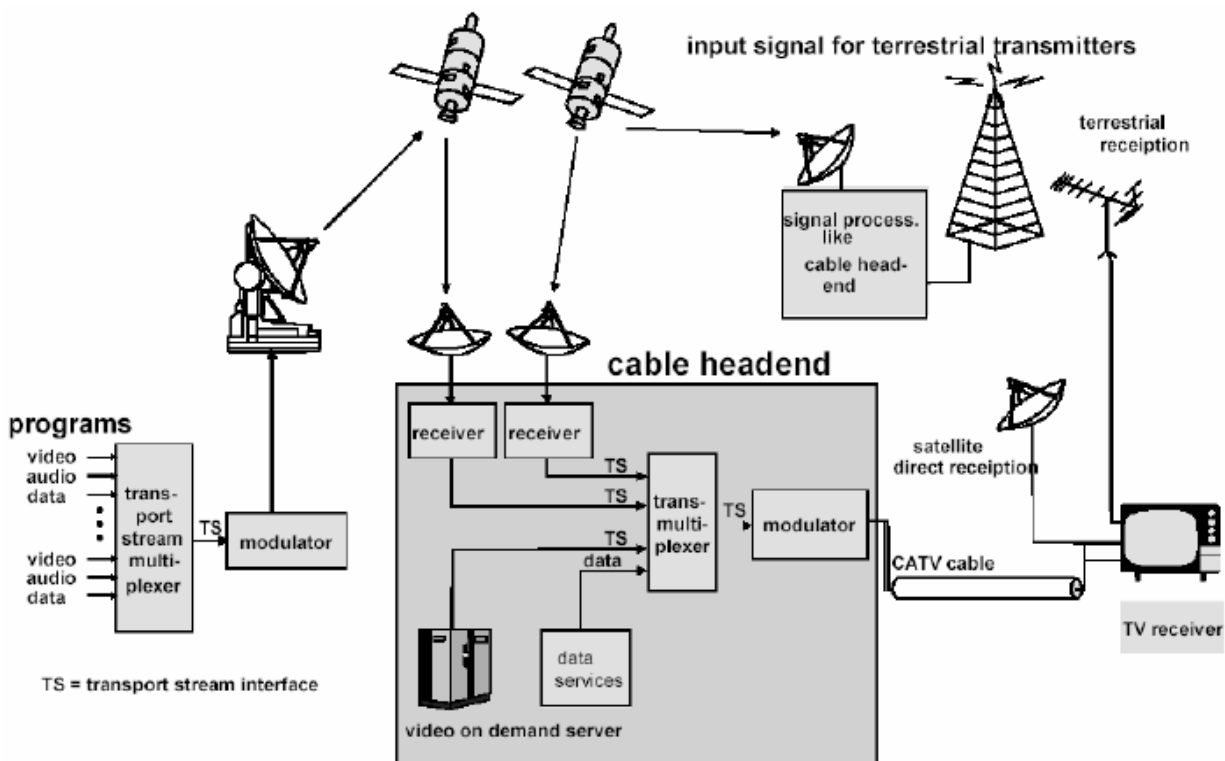 input signal for terrestrial transmitters
terrestrial
receiption
signal process.
like
cable head-
end
cable headend
programs
video
audio
data
video
audio
data
trans-
port
stream
multi-
plexer
TS
modulator
receiver
receiver
TS
TS
TS
data
trans-
multi-
plexer
TS
modulator
satellite
direct receiption
CATV cable
TV receiver
data
services
video on demand server
TS = transport stream interface